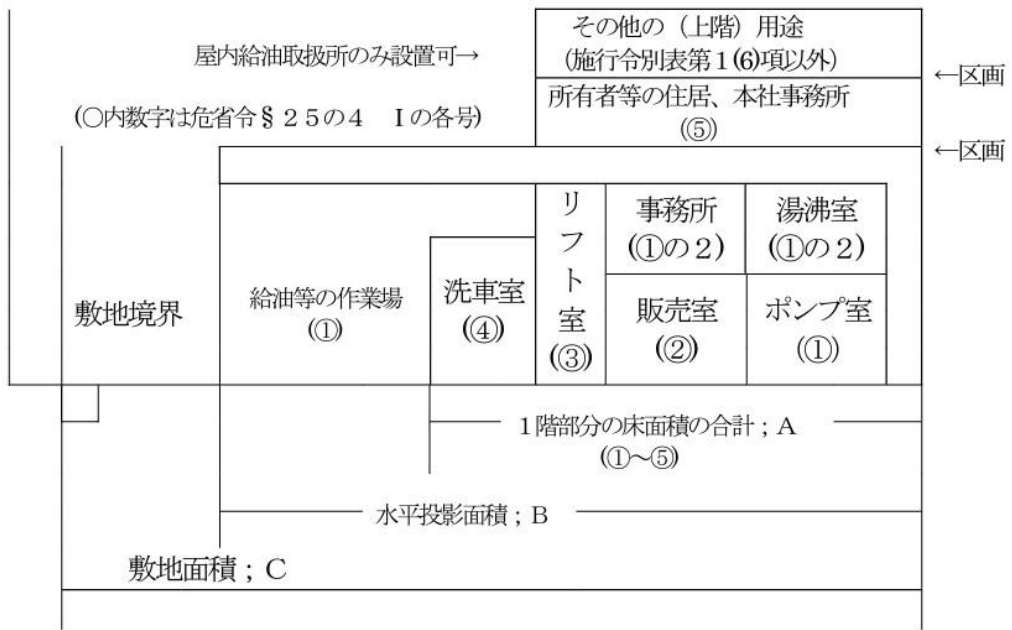 その他の（上階）用途
屋内給油取扱所のみ設置可→
(施行令別表第１(6)項以外)
←区画
所有者等の住居、本社事務所
(○内数字は危省令§２５の４　Ⅰの各号)
(⑤)
←区画
リフト室
(③)
事務所
(①の２)
湯沸室
(①の２)
敷地境界
給油等の作業場
(①)
洗車室
(④)
販売室
(②)
ポンプ室
(①)
１階部分の床面積の合計；Ａ
(①～⑤)
水平投影面積；Ｂ
敷地面積；Ｃ